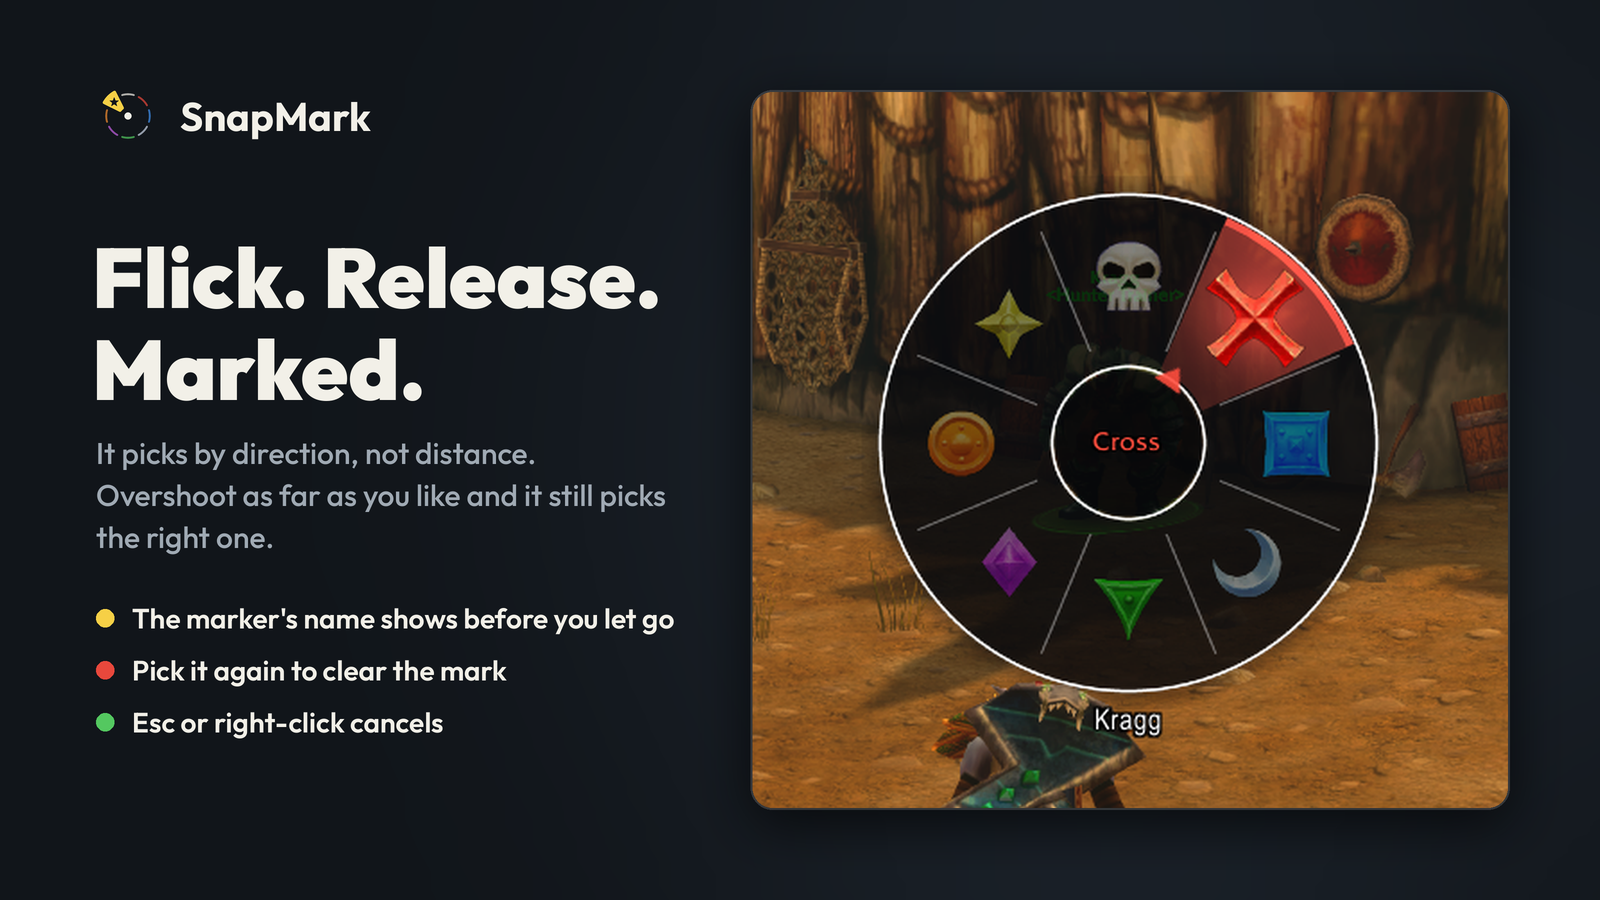 SnapMark
Flick. Release.
Marked.
It picks by direction, not distance.
Overshoot as far as you like and it still picks
the right one.
The marker's name shows before you let go
Pick it again to clear the mark
Esc or right-click cancels
Cross
Kragg